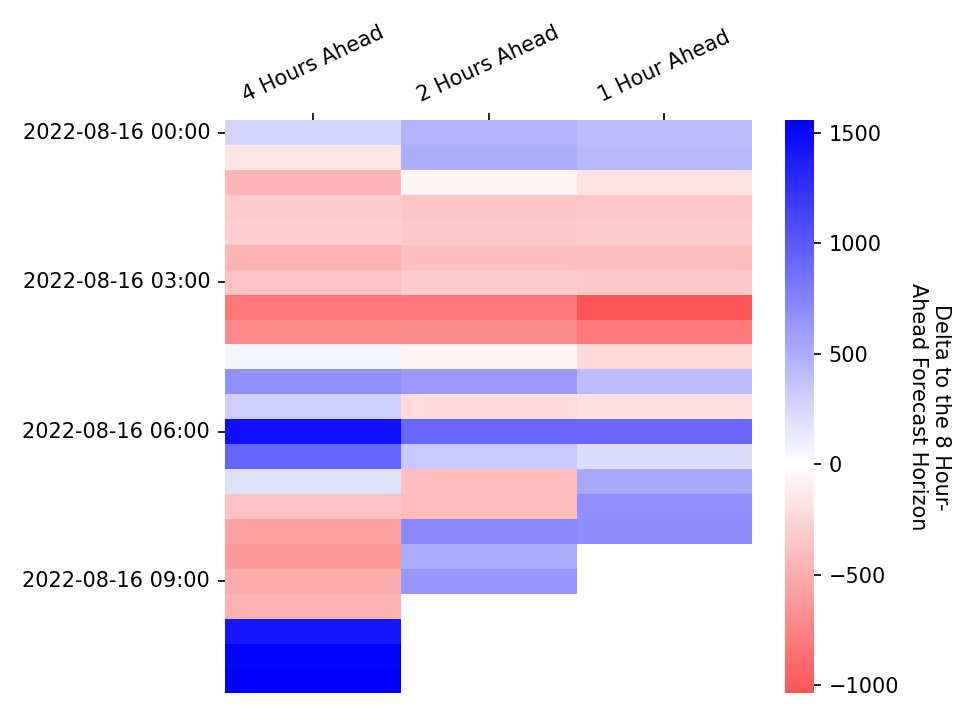 4 Hours Ahead
2 Hours Ahead
1 Hour Ahead
2022-08-16 00:00
2022-08-16 03:00
2022-08-16 06:00
2022-08-16 09:00
1500
1000
500
0
−500
−1000
Delta to the 8 Hour-
Ahead Forecast Horizon